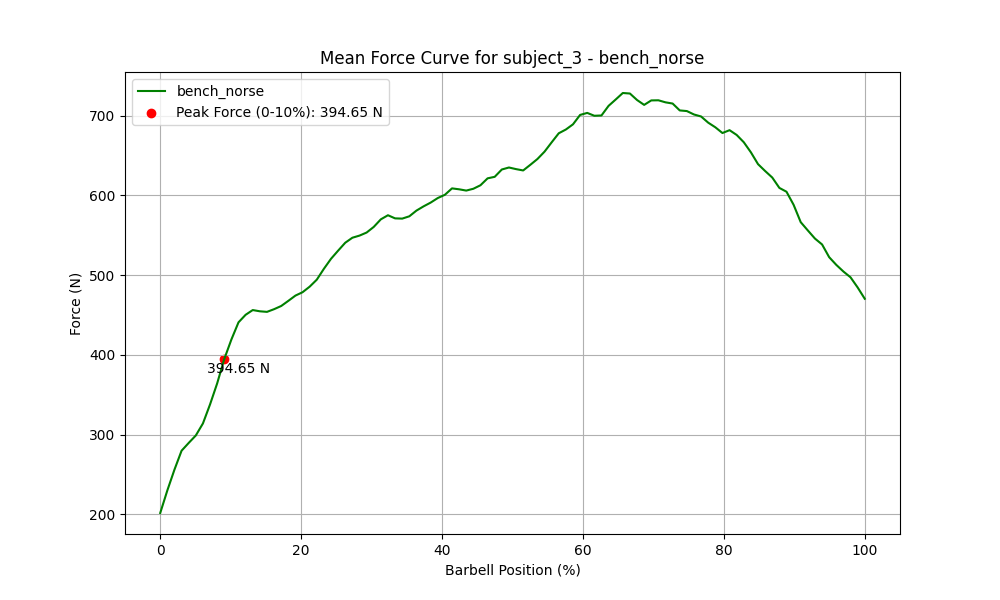 Mean Force Curve for subject_3 - bench_norse
bench_norse
Peak Force (0-10%): 394.65 N
700
600
500
400
300
200
394.65 N
Force (N)
0 20 40 60 80 100
Barbell Position (%)